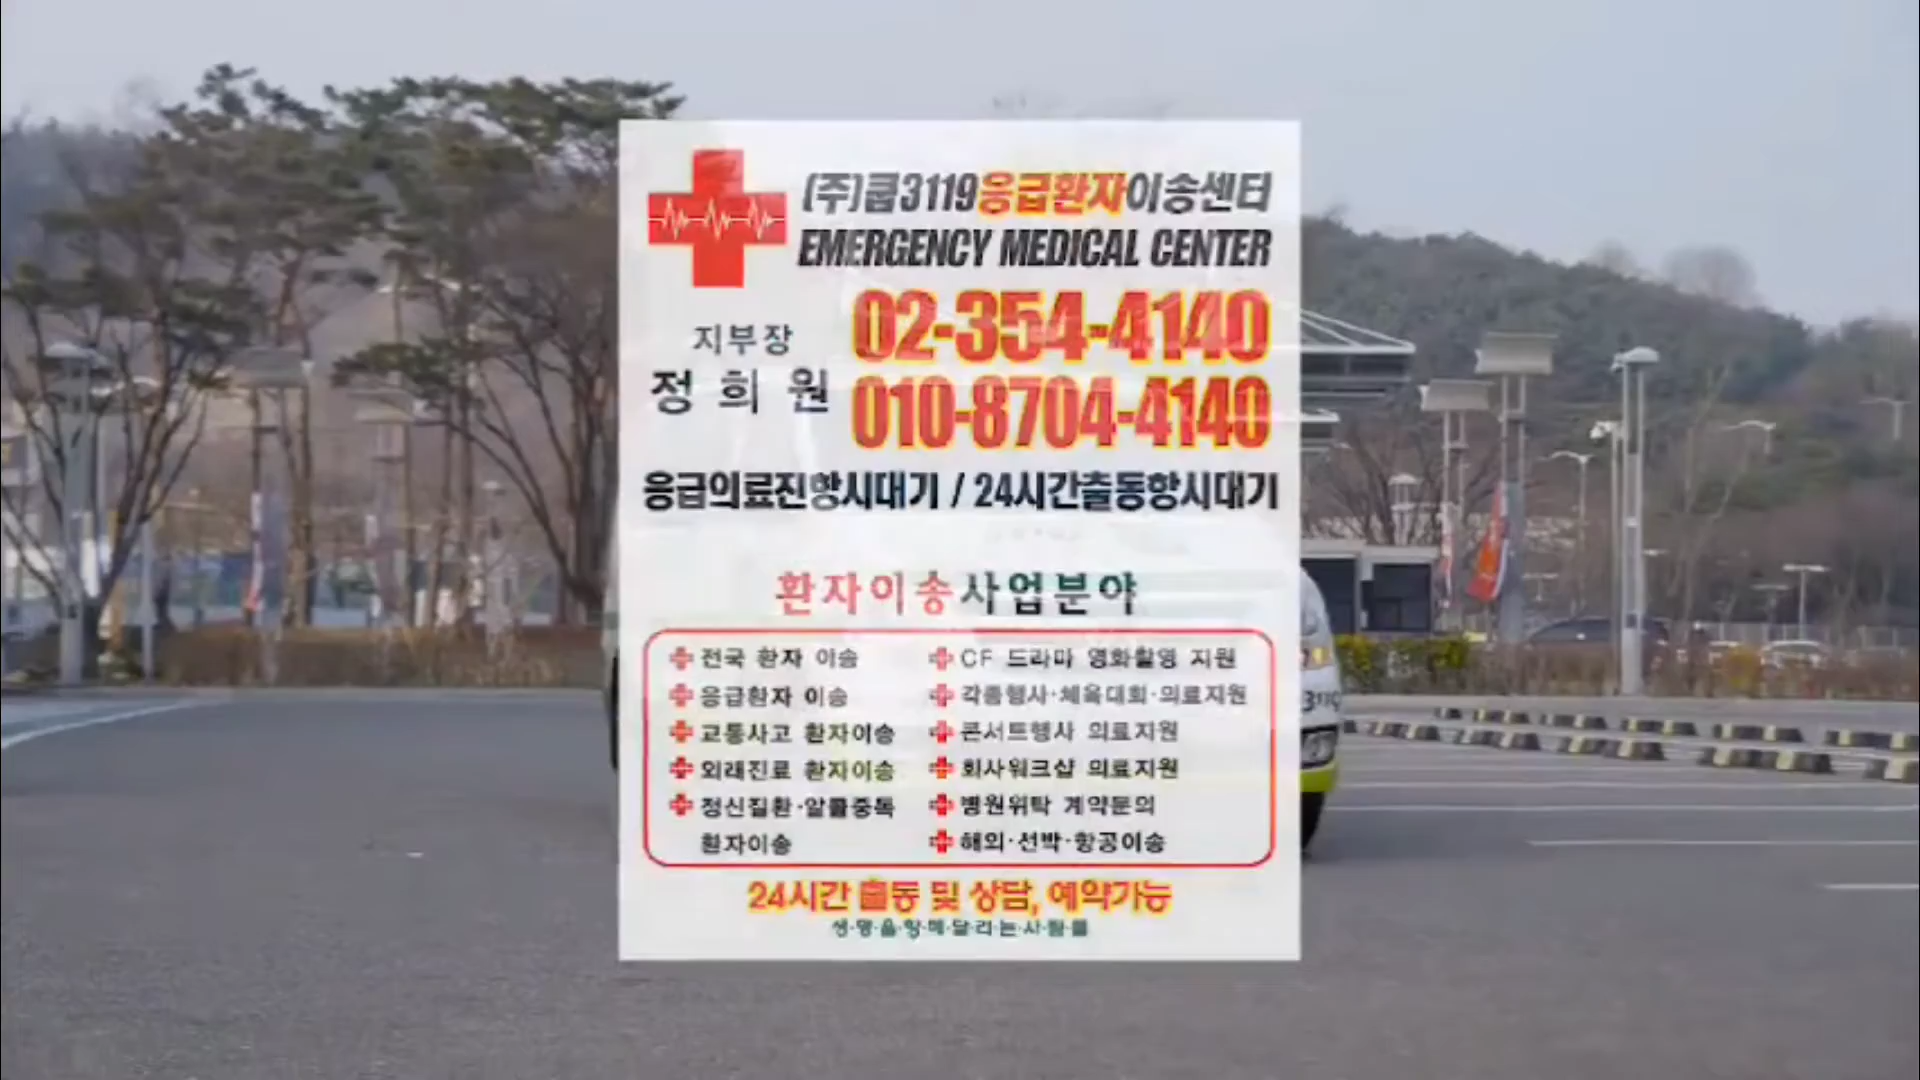 (주)쿱3119응급환자이송센터
EMERGENCY MEDICAL CENTER
02-354-4140
지부장
정희원
010-8704-4140
응급의료진항시대기 / 24시간출동항시대기
환자이송사업분야
전국 환자 이송
응급환자 이송
교통사고 환자이송
외래진료 환자이송
정신질환·알콜중독
환자이송
CF 드라마 영화촬영 지원
각종행사·체육대회·의료지원
콘서트행사 의료지원
회사워크샵 의료지원
병원위탁 계약문의
해외·선박·항공이송
24시간 출동 및 상담, 예약가능
생·명·을·향·해·달·리·는·사·람·들
3119